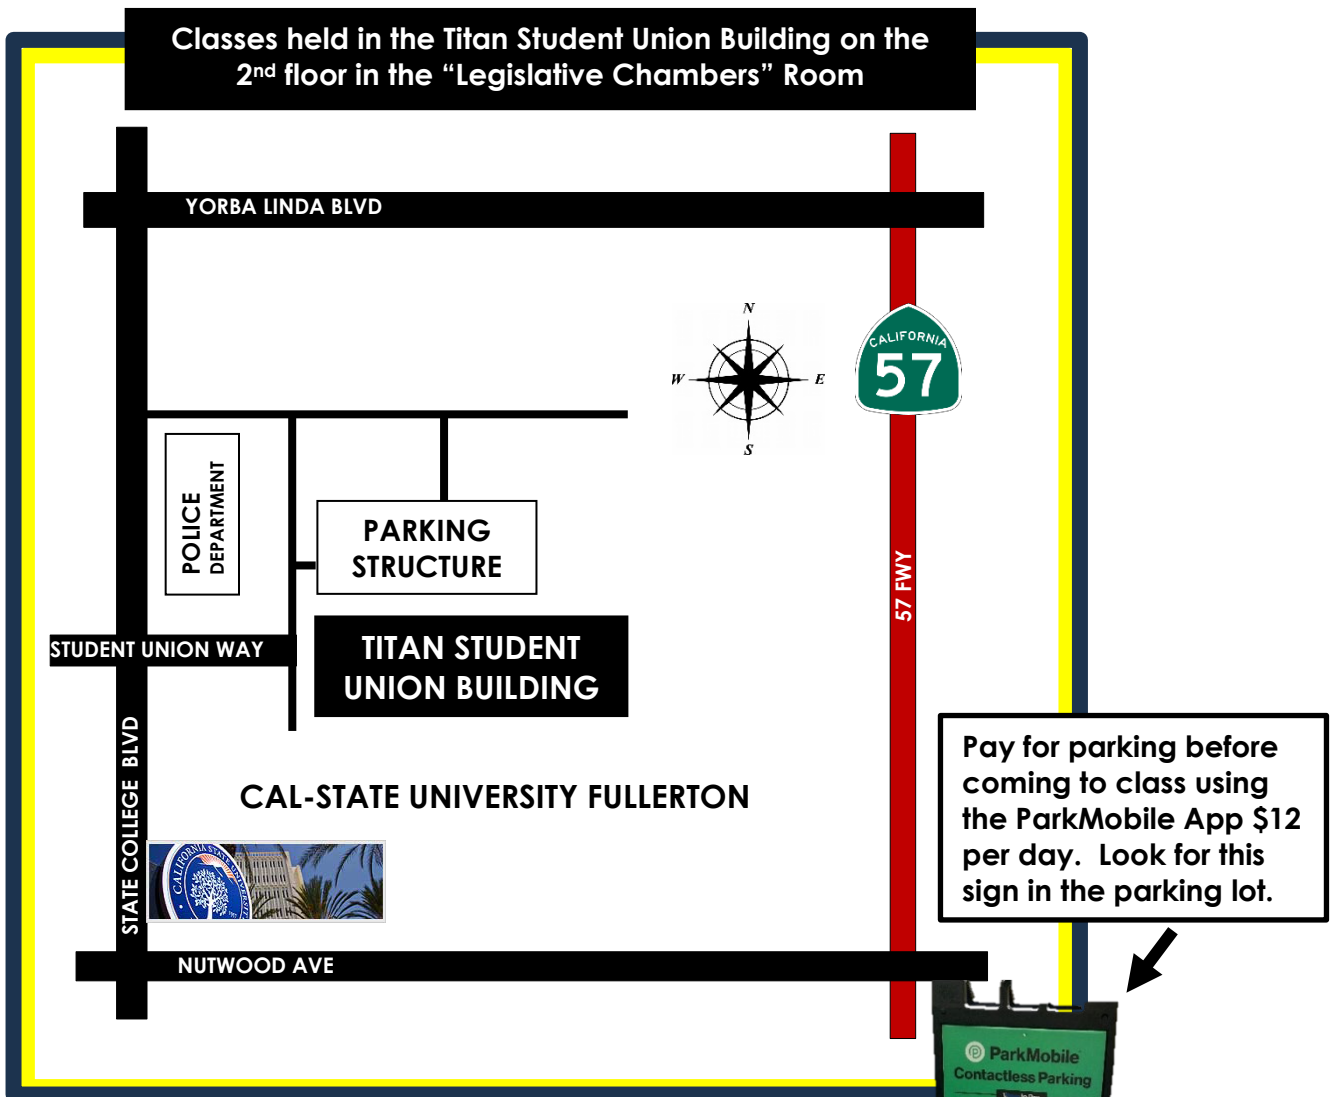 Classes held in the Titan Student Union Building on the
2nd floor in the “Legislative Chambers” Room
YORBA LINDA BLVD
N
W
E
S
CALIFORNIA
57
POLICE
DEPARTMENT
PARKING
STRUCTURE
57 FWY
STUDENT UNION WAY
TITAN STUDENT
UNION BUILDING
STATE COLLEGE BLVD
CAL-STATE UNIVERSITY FULLERTON
Pay for parking before
coming to class using
the ParkMobile App $12
per day. Look for this
sign in the parking lot.
CALIFORNIA STATE UNIVERSITY
NUTWOOD AVE
ParkMobile
Contactless Parking